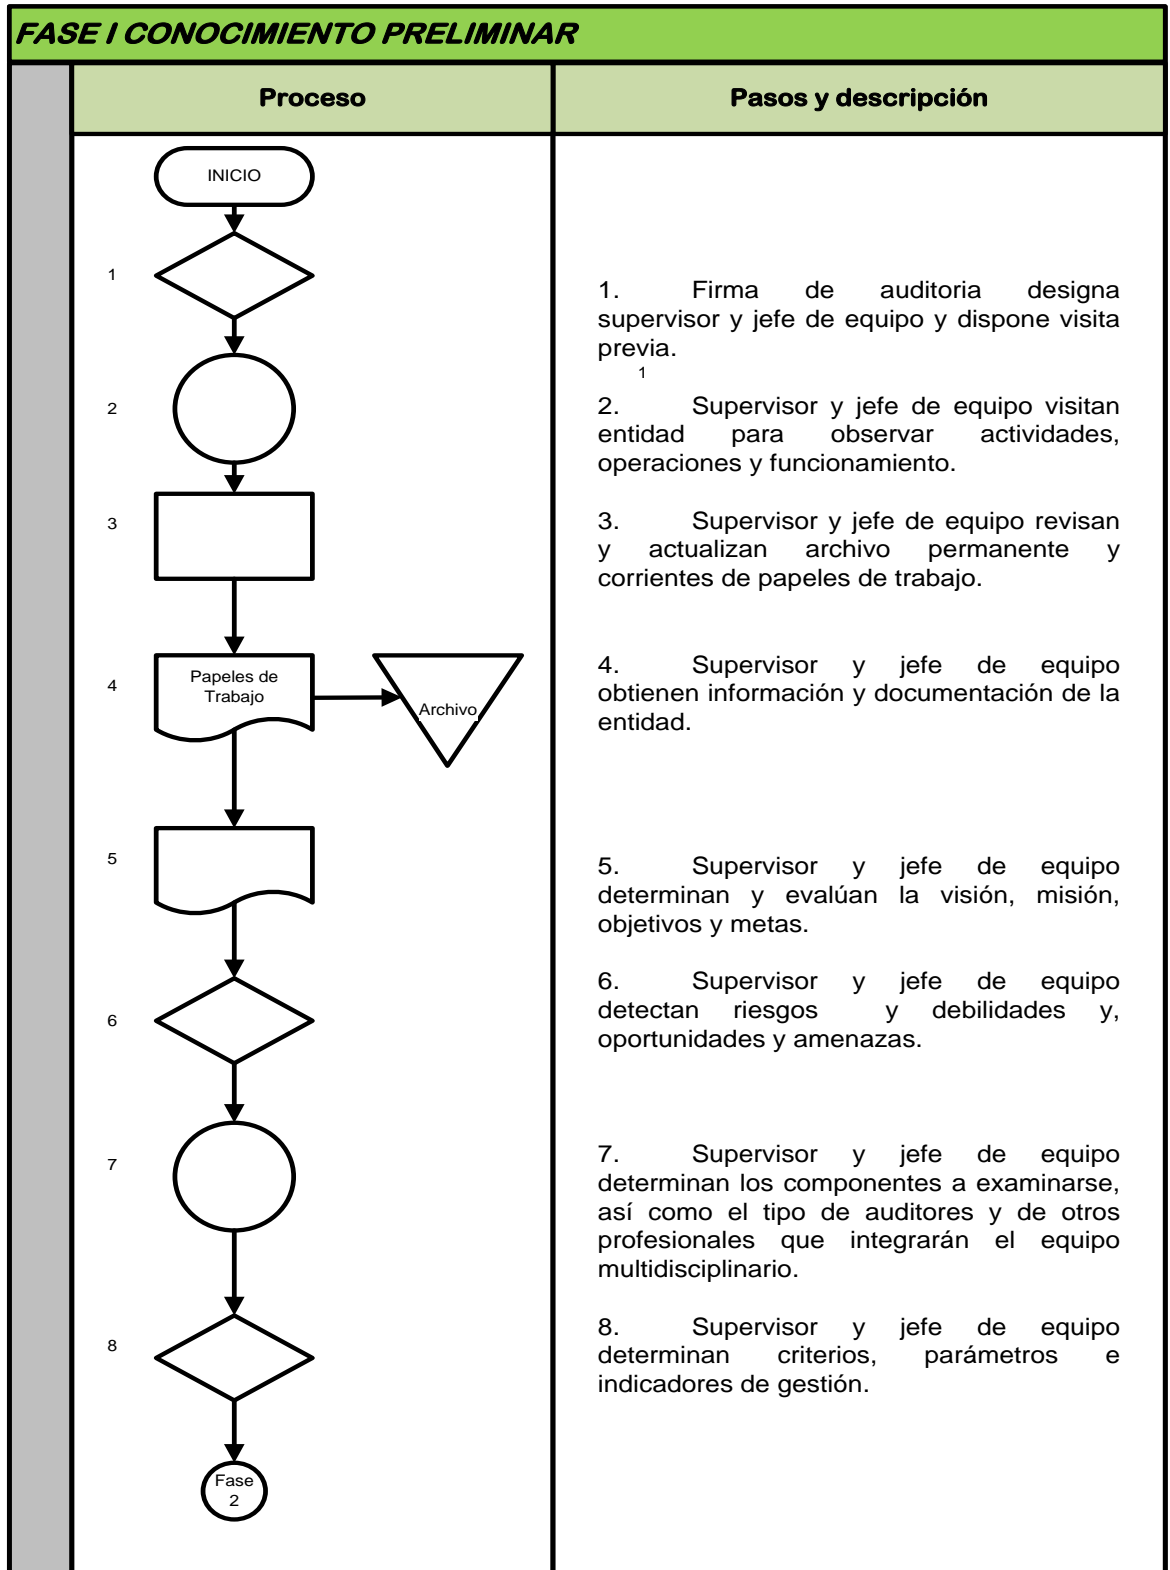 FASE I CONOCIMIENTO PRELIMINAR
Proceso
Pasos y descripción
INICIO
1
2
3
4
Papeles de
Trabajo
Archivo
5
6
7
8
Fase
2
1. Firma de auditoria designa
supervisor y jefe de equipo y dispone visita
previa.
1
2. Supervisor y jefe de equipo visitan
entidad para observar actividades,
operaciones y funcionamiento.
3. Supervisor y jefe de equipo revisan
y actualizan archivo permanente y
corrientes de papeles de trabajo.
4. Supervisor y jefe de equipo
obtienen información y documentación de la
entidad.
5. Supervisor y jefe de equipo
determinan y evalúan la visión, misión,
objetivos y metas.
6. Supervisor y jefe de equipo
detectan riesgos y debilidades y,
oportunidades y amenazas.
7. Supervisor y jefe de equipo
determinan los componentes a examinarse,
así como el tipo de auditores y de otros
profesionales que integrarán el equipo
multidisciplinario.
8. Supervisor y jefe de equipo
determinan criterios, parámetros e
indicadores de gestión.